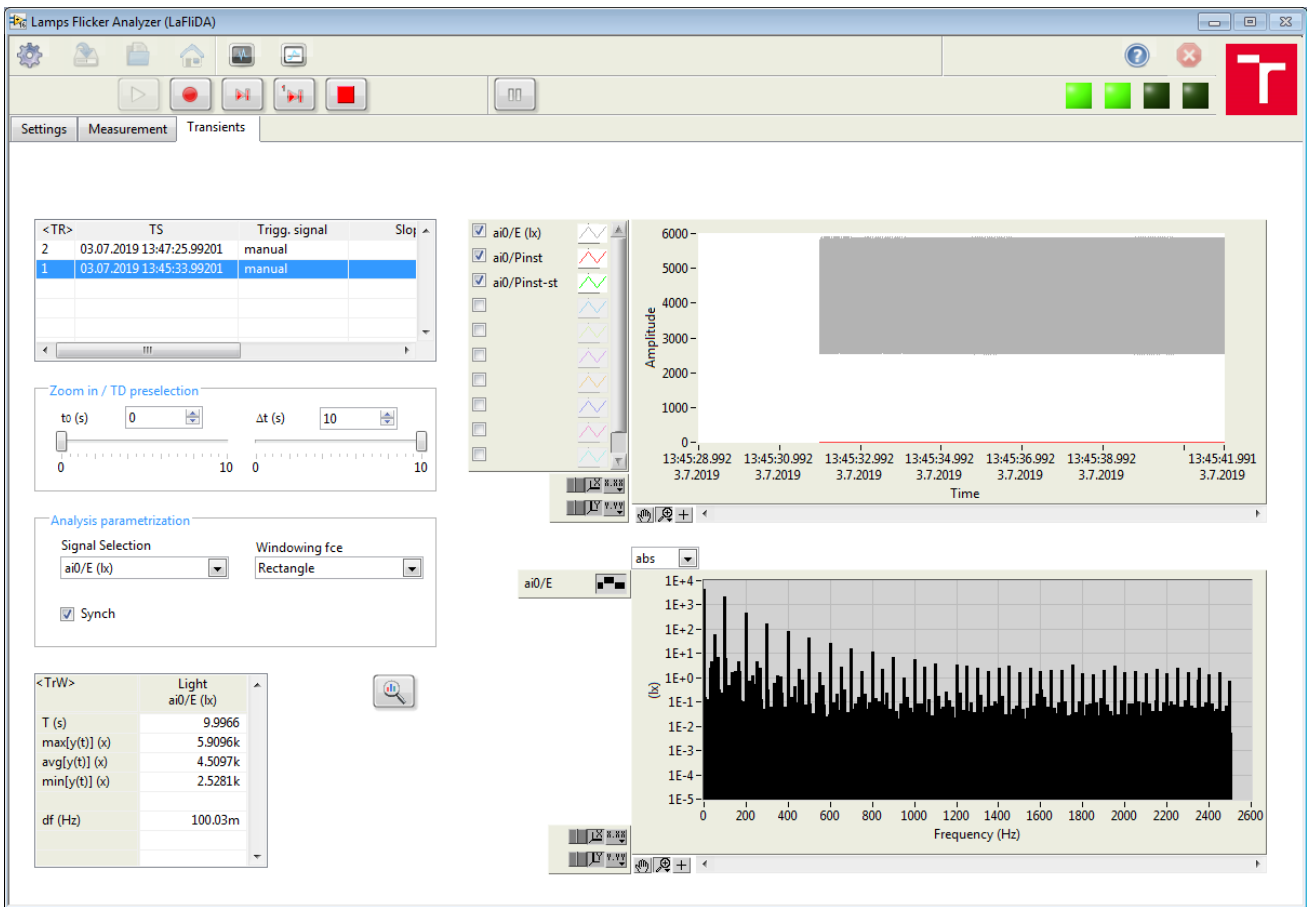 Lamps Flicker Analyzer (LaFliDA)
Settings Measurement Transients
<TR> TS Trigg. signal Slop
2 03.07.2019 13:47:25.99201 manual
1 03.07.2019 13:45:33.99201 manual
Zoom in / TD preselection
t0 (s) 0 Δt (s) 10
0 10 0 10
Analysis parametrization
Signal Selection Windowing fce
ai0/E (lx) Rectangle
Synch
<TrW> Light
ai0/E (lx)
T (s) 9.9966
max[y(t)] (x) 5.9096k
avg[y(t)] (x) 4.5097k
min[y(t)] (x) 2.5281k
df (Hz) 100.03m
ai0/E (lx)
ai0/Pinst
ai0/Pinst-st
Amplitude
6000
5000
4000
3000
2000
1000
0
13:45:28.992 13:45:30.992 13:45:32.992 13:45:34.992 13:45:36.992 13:45:38.992 13:45:41.991
3.7.2019 3.7.2019 3.7.2019 3.7.2019 3.7.2019 3.7.2019 3.7.2019
Time
X X.XX
Y Y.YY
abs
ai0/E
(lx)
1E+4
1E+3
1E+2
1E+1
1E+0
1E-1
1E-2
1E-3
1E-4
1E-5
0 200 400 600 800 1000 1200 1400 1600 1800 2000 2200 2400 2600
Frequency (Hz)
X X.XX
Y Y.YY